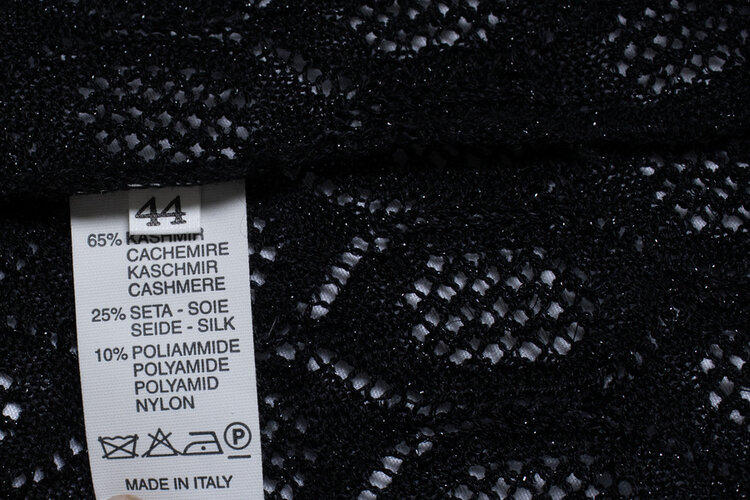 44
65% KASHMIR
CACHEMIRE
KASCHMIR
CASHMERE
25% SETA - SOIE
SEIDE - SILK
10% POLIAMMIDE
POLYAMIDE
POLYAMID
NYLON
P
MADE IN ITALY